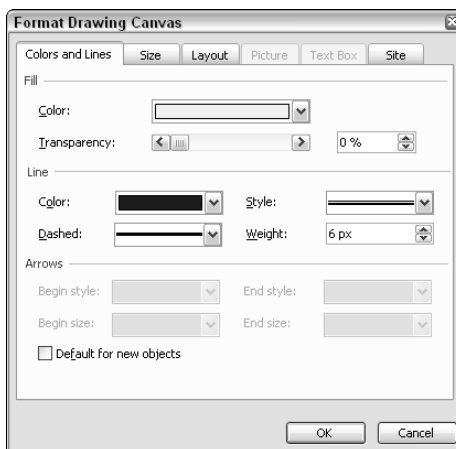 Format Drawing Canvas
Colors and Lines Size Layout Picture Text Box Site
Fill
Color:
Transparency: 0 %
Line
Color: Style:
Dashed: Weight: 6 px
Arrows
Begin style: End style:
Begin size: End size:
Default for new objects
OK Cancel